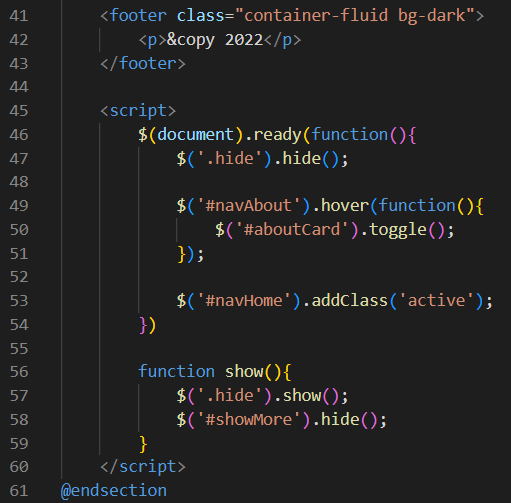 41 <footer class="container-fluid bg-dark">
42 <p>&copy 2022</p>
43 </footer>
44
45 <script>
46 $(document).ready(function(){
47 $('.hide').hide();
48
49 $('#navAbout').hover(function(){
50 $('#aboutCard').toggle();
51 });
52
53 $('#navHome').addClass('active');
54 })
55
56 function show(){
57 $('.hide').show();
58 $('#showMore').hide();
59 }
60 </script>
61 @endsection